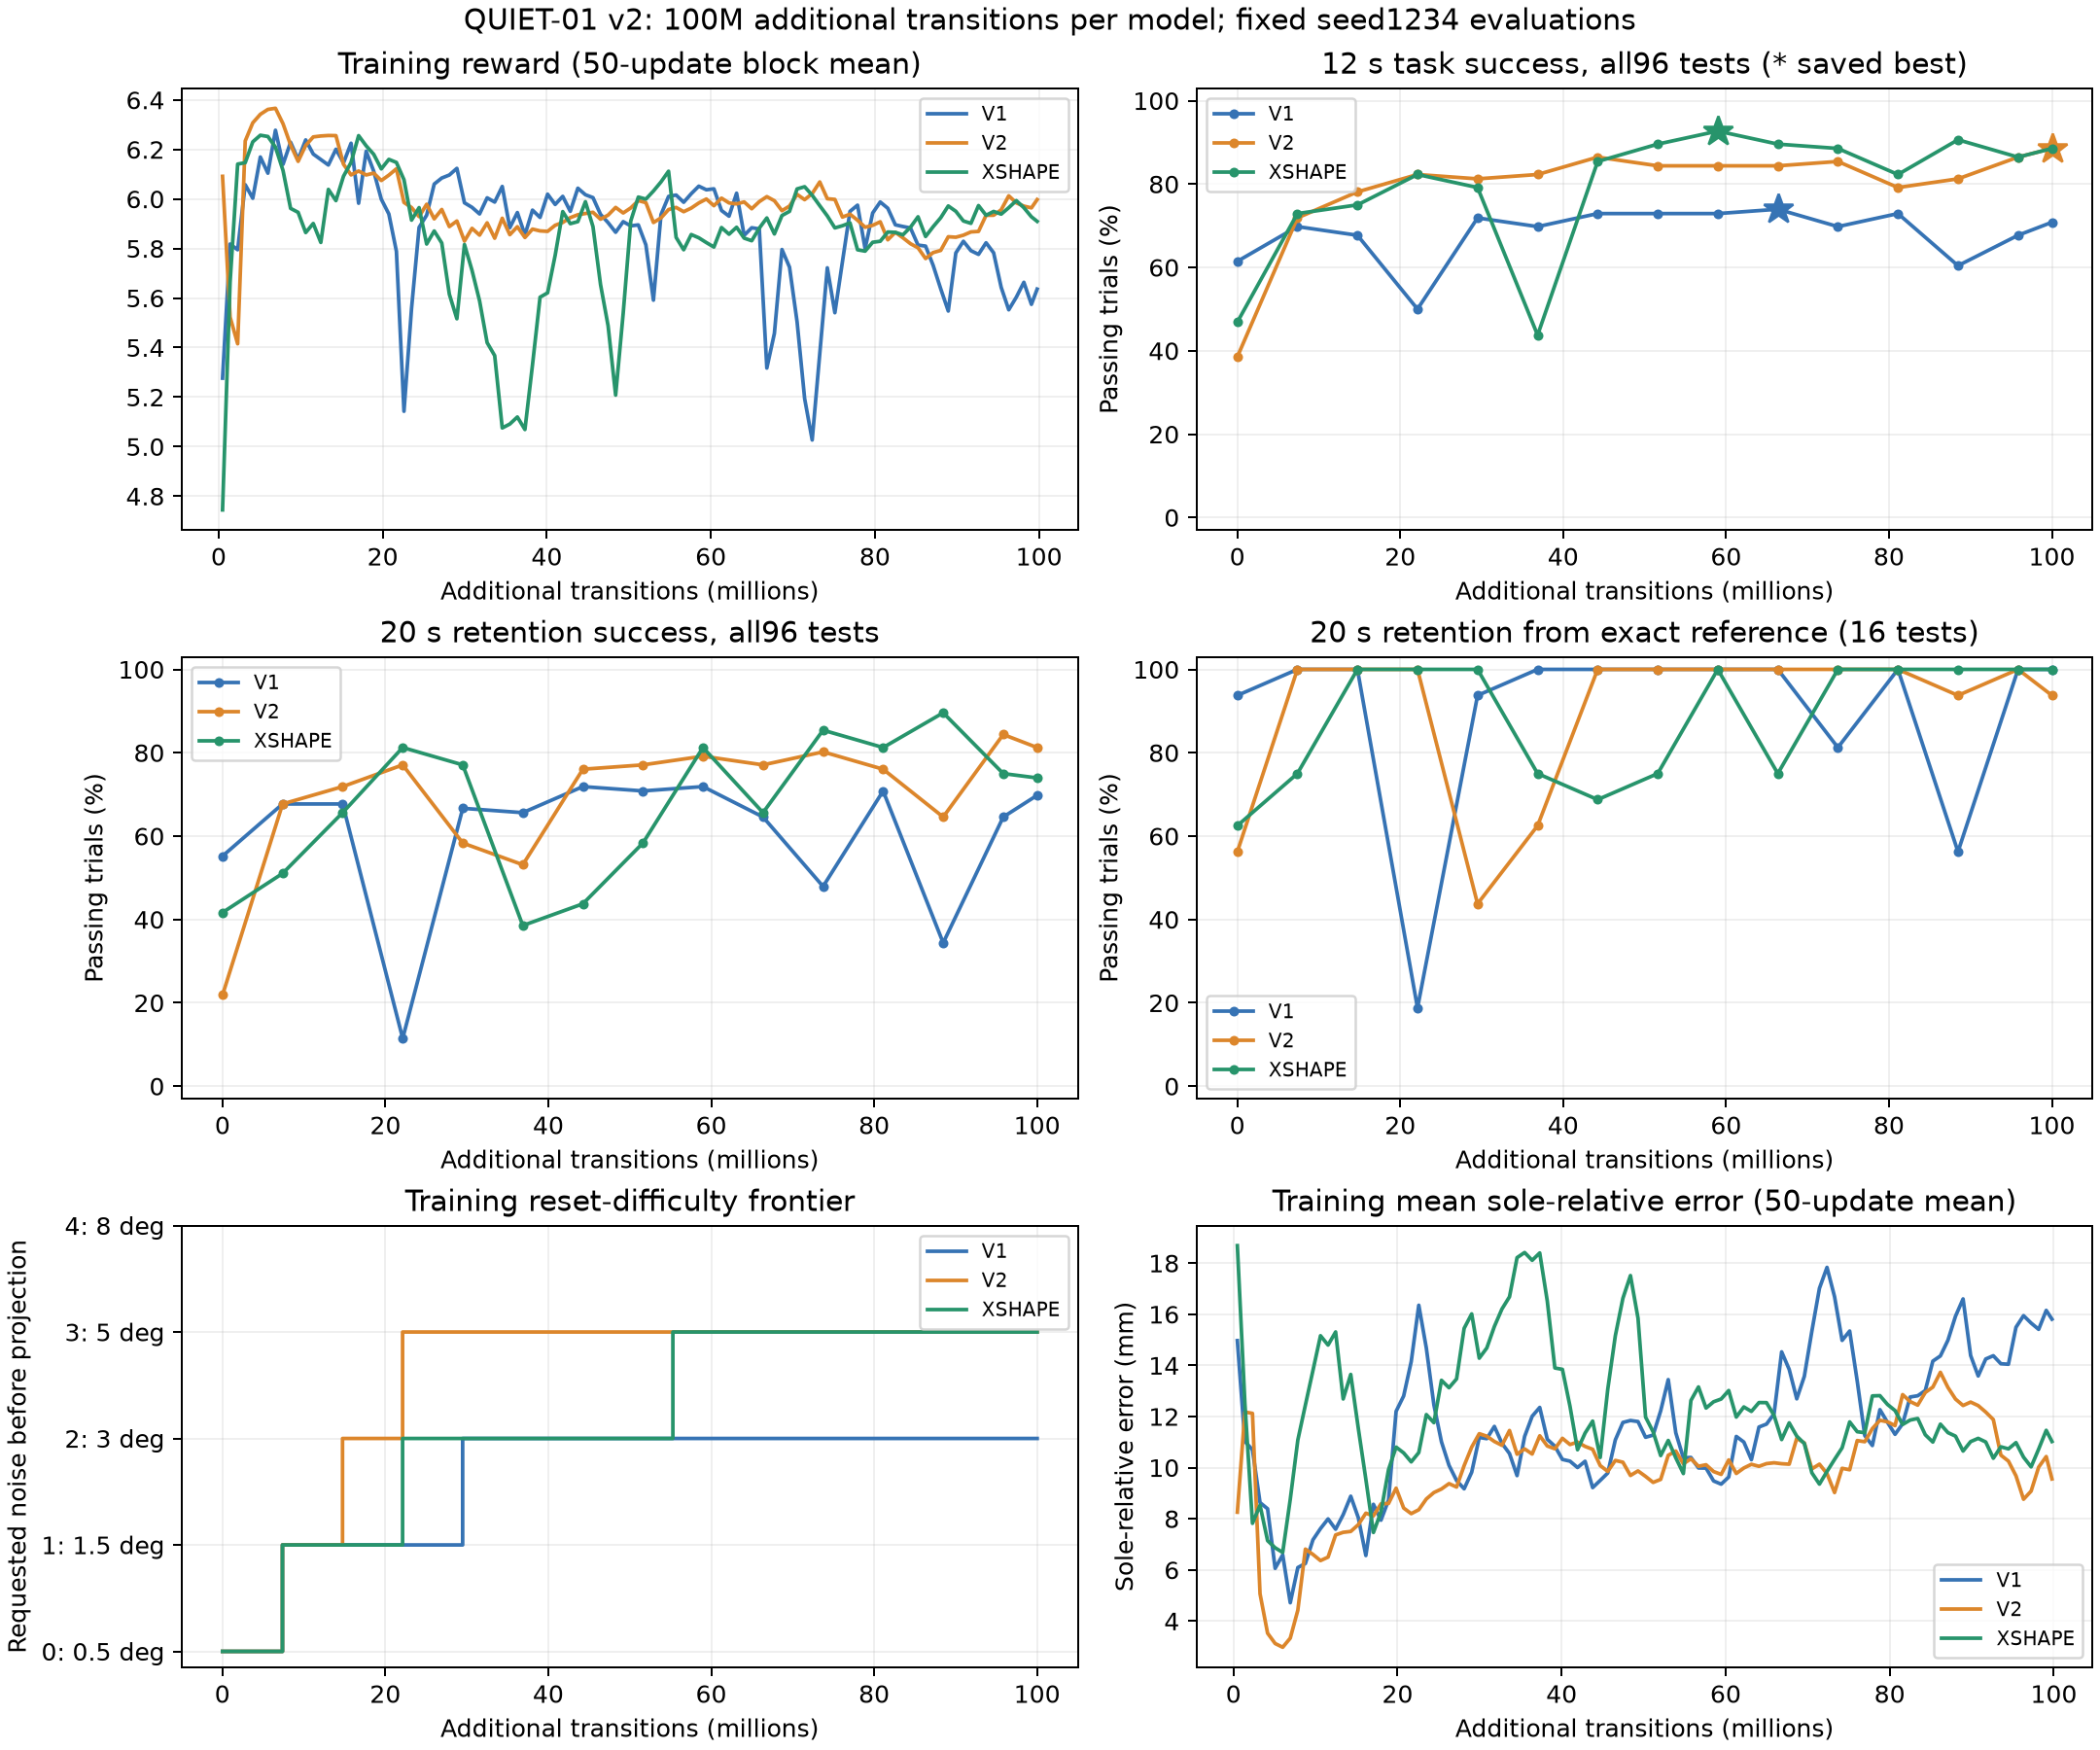 QUIET-01 v2: 100M additional transitions per model; fixed seed1234 evaluations
Training reward (50-update block mean)
6.4
6.2
6.0
5.8
5.6
5.4
5.2
5.0
4.8
V1
V2
XSHAPE
0 20 40 60 80 100
Additional transitions (millions)
12 s task success, all96 tests (* saved best)
Passing trials (%)
100
80
60
40
20
0
V1
V2
XSHAPE
0 20 40 60 80 100
Additional transitions (millions)
20 s retention success, all96 tests
Passing trials (%)
100
80
60
40
20
0
V1
V2
XSHAPE
0 20 40 60 80 100
Additional transitions (millions)
20 s retention from exact reference (16 tests)
Passing trials (%)
100
80
60
40
20
0
V1
V2
XSHAPE
0 20 40 60 80 100
Additional transitions (millions)
Training reset-difficulty frontier
Requested noise before projection
4: 8 deg
3: 5 deg
2: 3 deg
1: 1.5 deg
0: 0.5 deg
V1
V2
XSHAPE
0 20 40 60 80 100
Additional transitions (millions)
Training mean sole-relative error (50-update mean)
Sole-relative error (mm)
18
16
14
12
10
8
6
4
V1
V2
XSHAPE
0 20 40 60 80 100
Additional transitions (millions)